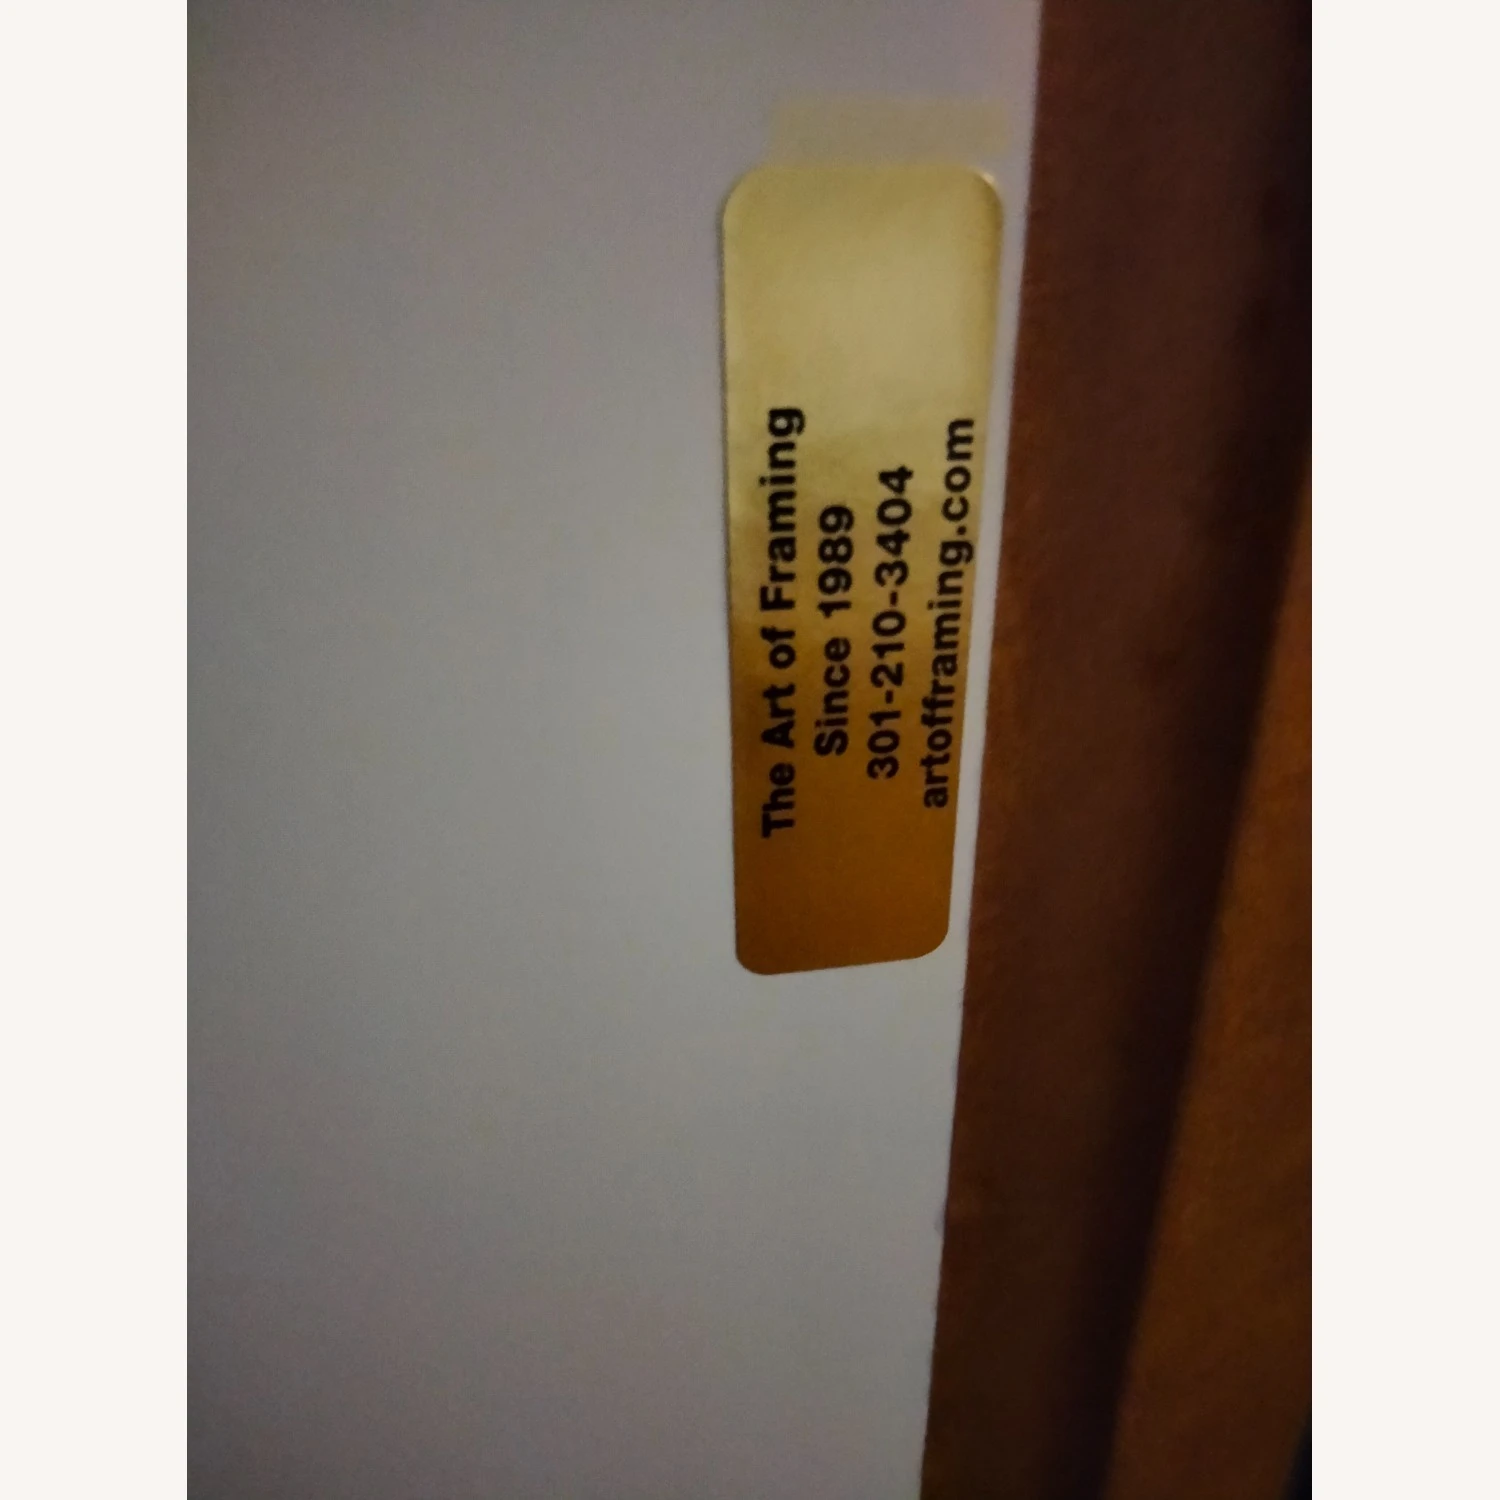 The Art of Framing
Since 1989
301-210-3404
artofframing.com